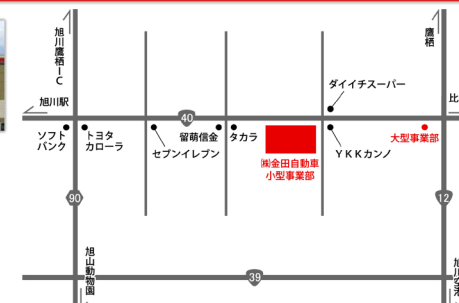 旭川鷹栖IC
鷹栖
ダイイチスーパー
旭川駅
比
40
ソフト
バンク
トヨタ
カローラ
セブンイレブン
留萌信金
タカラ
㈱金田自動車
小型事業部
YKKカンノ
大型事業部
90
12
旭山動物園
旭川空港
39